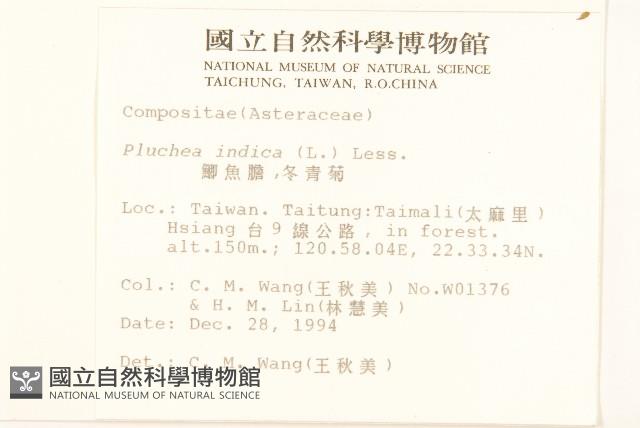 國立自然科學博物館
NATIONAL MUSEUM OF NATURAL SCIENCE
TAICHUNG, TAIWAN, R.O.CHINA
Compositae(Asteraceae)
Pluchea indica (L.) Less.
鯽魚膽,冬青菊
Loc.: Taiwan. Taitung:Taimali(太麻里)
Hsiang 台9線公路, in forest.
alt.150m.; 120.58.04E, 22.33.34N.
Col.: C. M. Wang(王秋美) No.W01376
& H. M. Lin(林慧美)
Date: Dec. 28, 1994
Det.: C. M. Wang(王秋美)
國立自然科學博物館
NATIONAL MUSEUM OF NATURAL SCIENCE